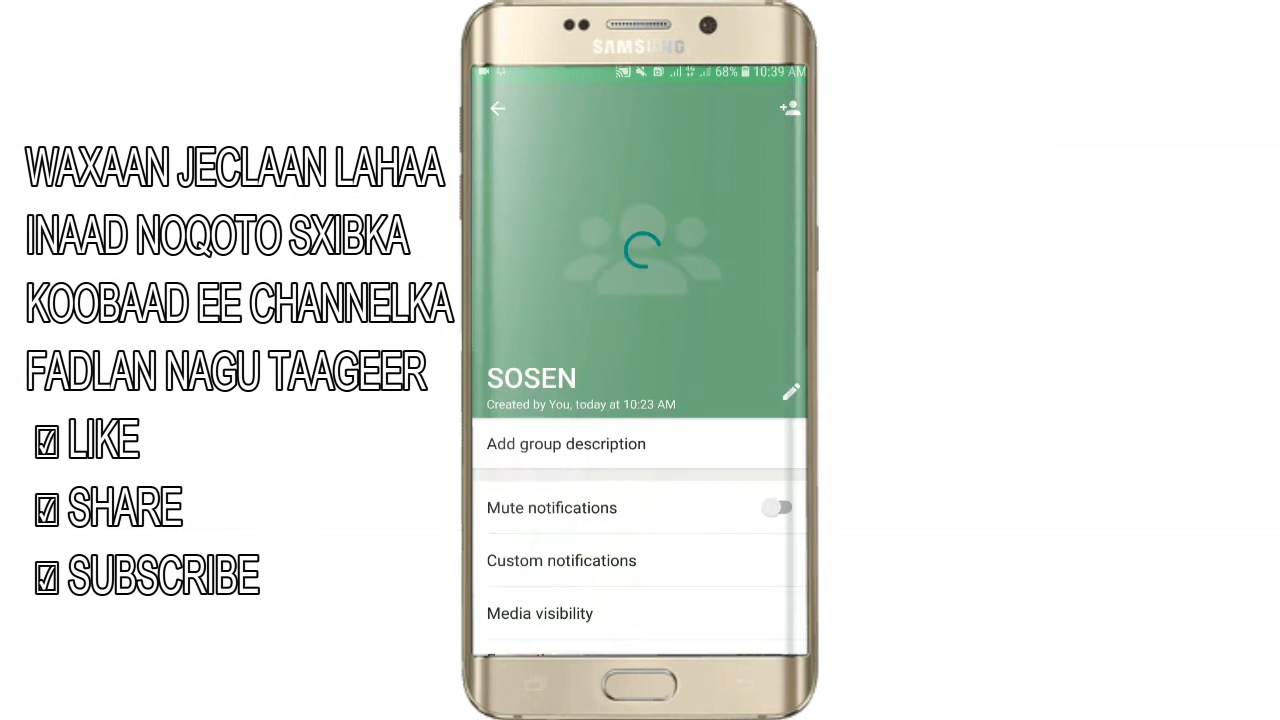 WAXAAN JECLAAN LAHAA
INAAD NOQOTO SXIBKA
KOOBAAD EE CHANNELKA
FADLAN NAGU TAAGEER
☑ LIKE
☑ SHARE
☑ SUBSCRIBE
SAMSUNG
68% 10:39 AM
SOSEN
Created by You, today at 10:23 AM
Add group description
Mute notifications
Custom notifications
Media visibility